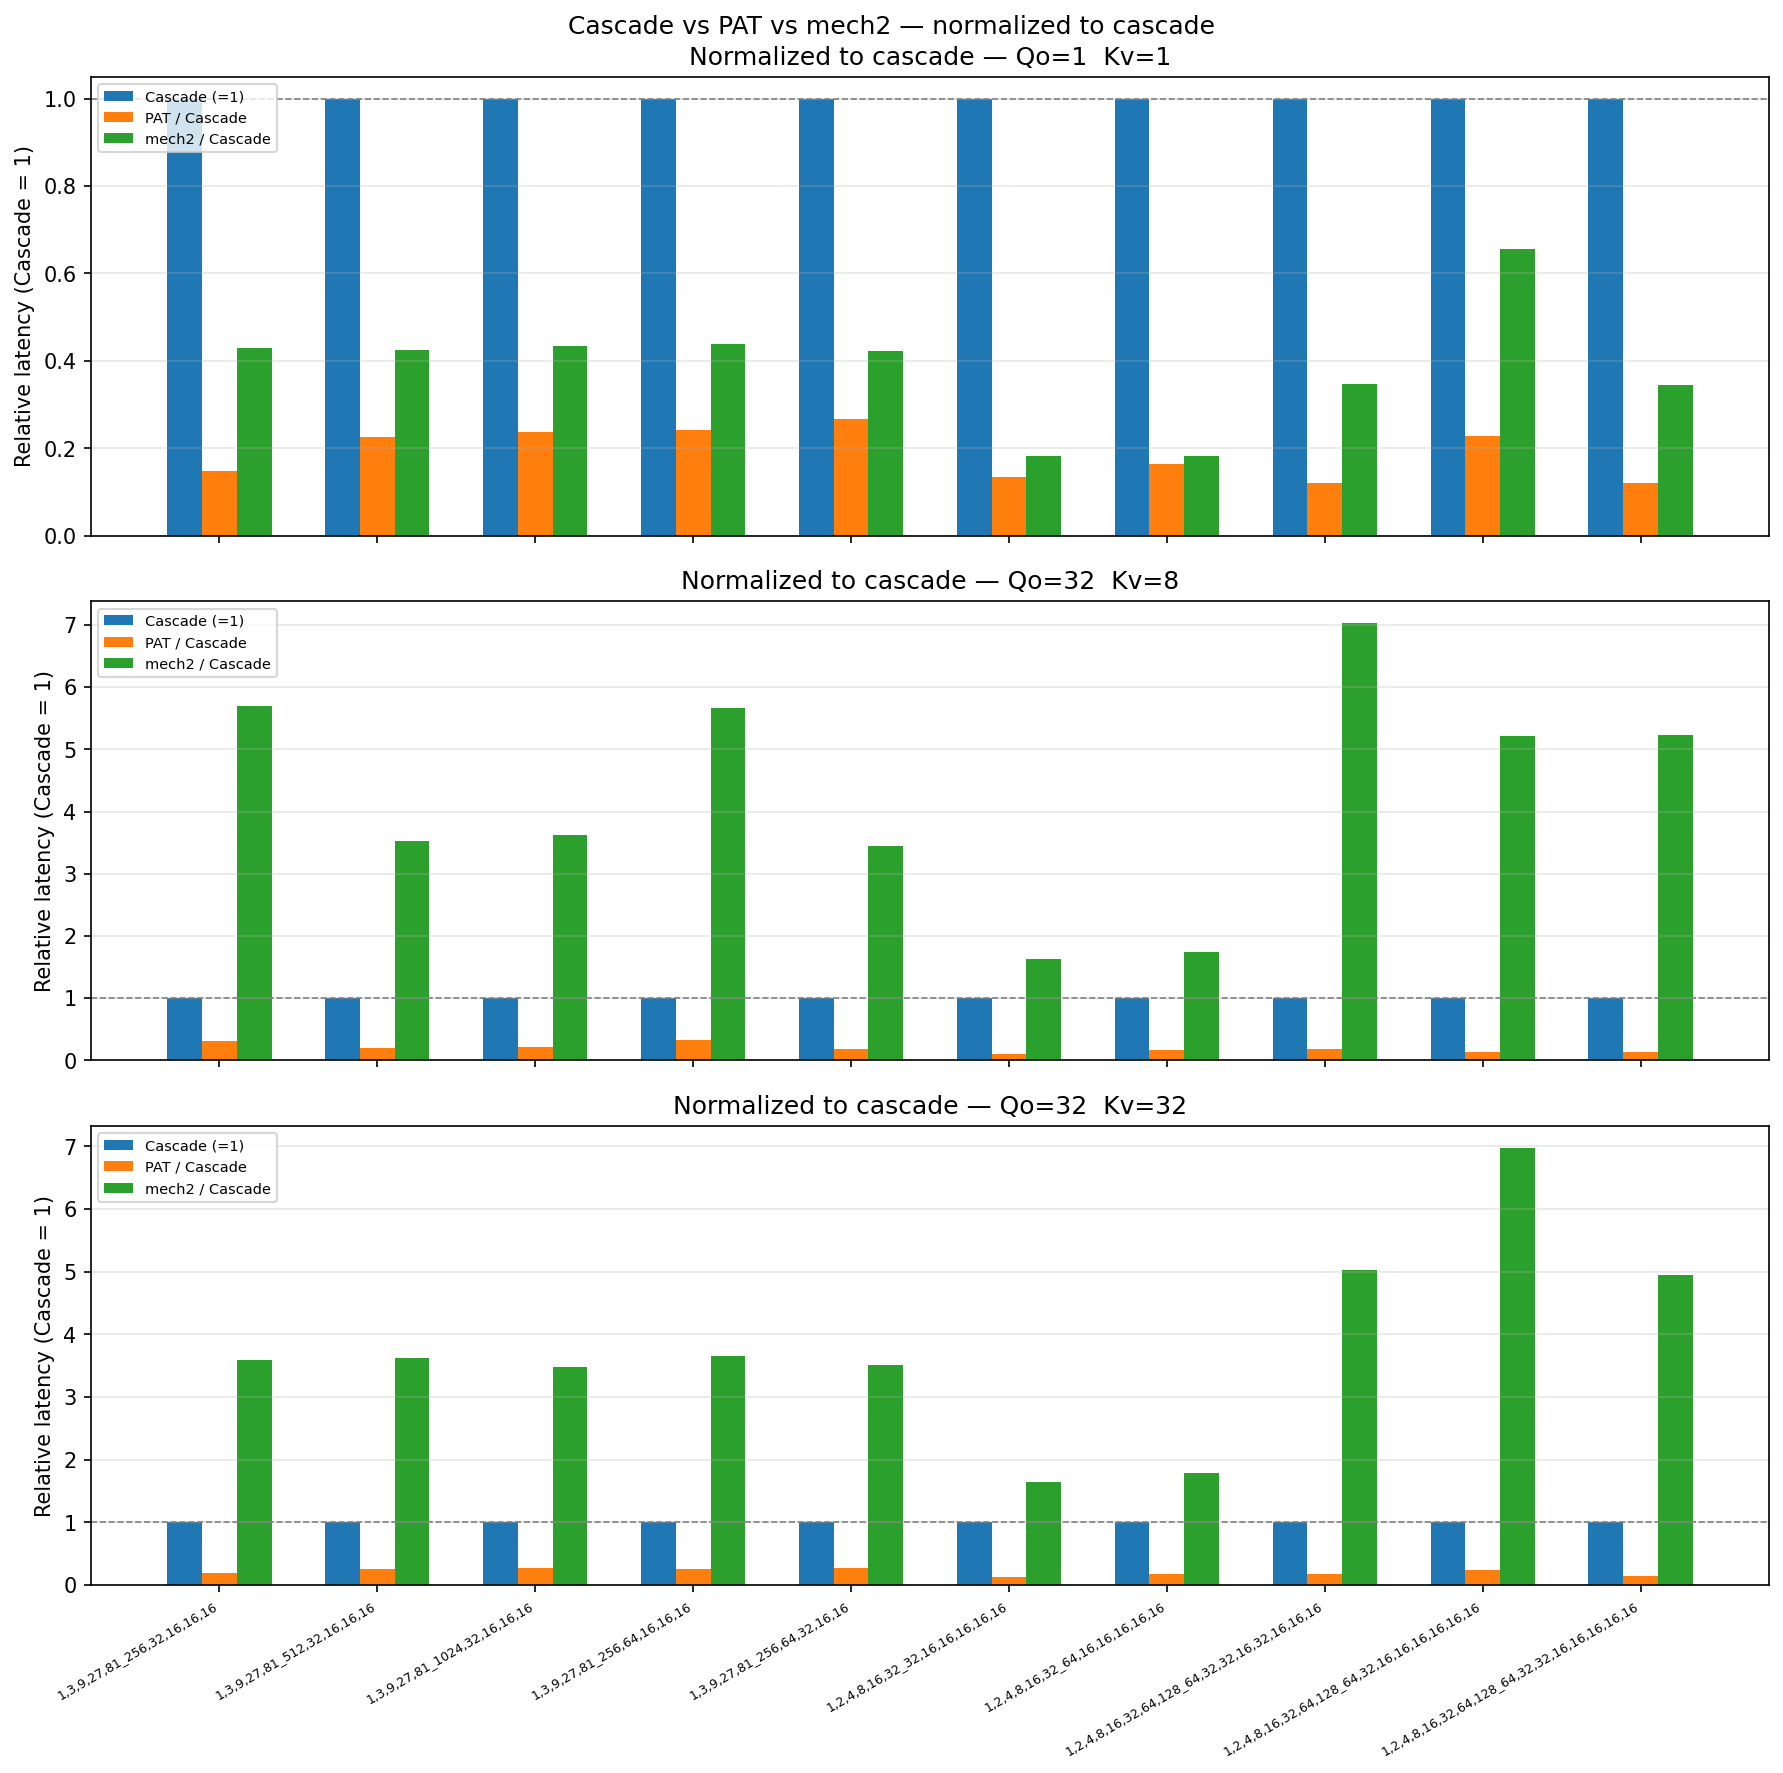 Cascade vs PAT vs mech2 — normalized to cascade
Normalized to cascade — Qo=1  Kv=1
Cascade (=1)
PAT / Cascade
mech2 / Cascade
Relative latency (Cascade = 1)
1.0
0.8
0.6
0.4
0.2
0.0
Normalized to cascade — Qo=32  Kv=8
Cascade (=1)
PAT / Cascade
mech2 / Cascade
Relative latency (Cascade = 1)
7
6
5
4
3
2
1
0
Normalized to cascade — Qo=32  Kv=32
Cascade (=1)
PAT / Cascade
mech2 / Cascade
Relative latency (Cascade = 1)
7
6
5
4
3
2
1
0
1,3,9,27,81_256,32,16,16,16
1,3,9,27,81_512,32,16,16,16
1,3,9,27,81_1024,32,16,16,16
1,3,9,27,81_256,64,16,16,16
1,3,9,27,81_256,64,32,16,16
1,2,4,8,16,32_32,16,16,16,16,16
1,2,4,8,16,32_64,16,16,16,16,16
1,2,4,8,16,32,64,128_64,32,32,16,32,16,16,16
1,2,4,8,16,32,64,128_64,32,16,16,16,16,16,16
1,2,4,8,16,32,64,128_64,32,32,16,16,16,16,16